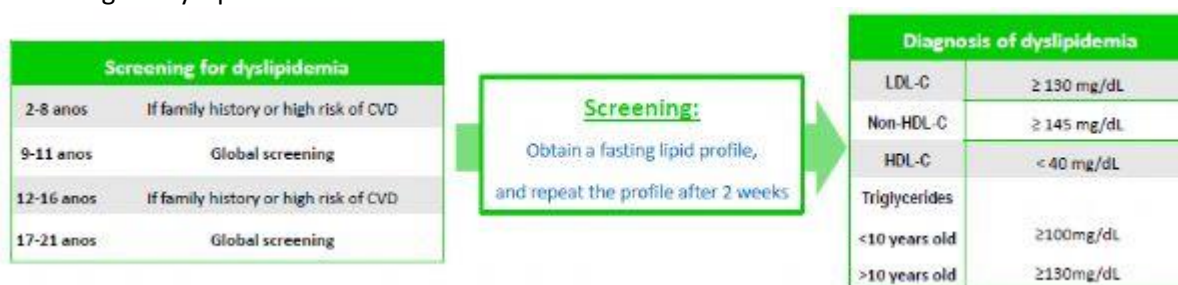 Screening for dyslipidemia
2-8 anos If family history or high risk of CVD
9-11 anos Global screening
12-16 anos If family history or high risk of CVD
17-21 anos Global screening
Screening:
Obtain a fasting lipid profile,
and repeat the profile after 2 weeks
Diagnosis of dyslipidemia
LDL-C ≥ 130 mg/dL
Non-HDL-C ≥ 145 mg/dL
HDL-C < 40 mg/dL
Triglycerides
<10 years old ≥100mg/dL
>10 years old ≥130mg/dL